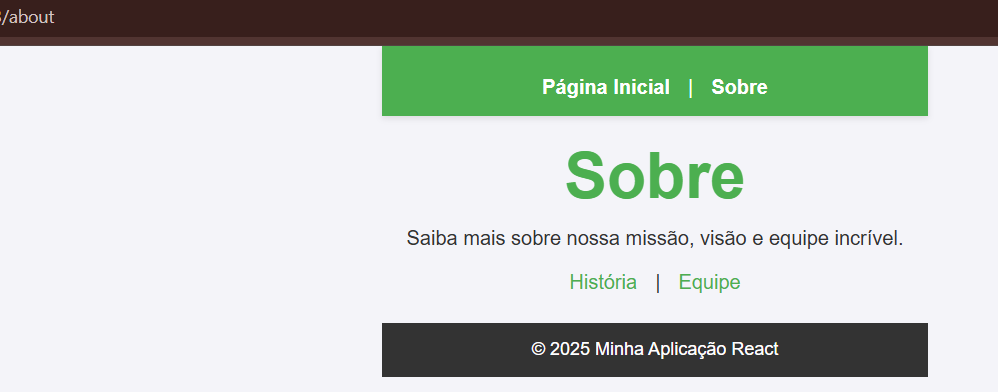 /about
Página Inicial | Sobre
Sobre
Saiba mais sobre nossa missão, visão e equipe incrível.
História | Equipe
© 2025 Minha Aplicação React